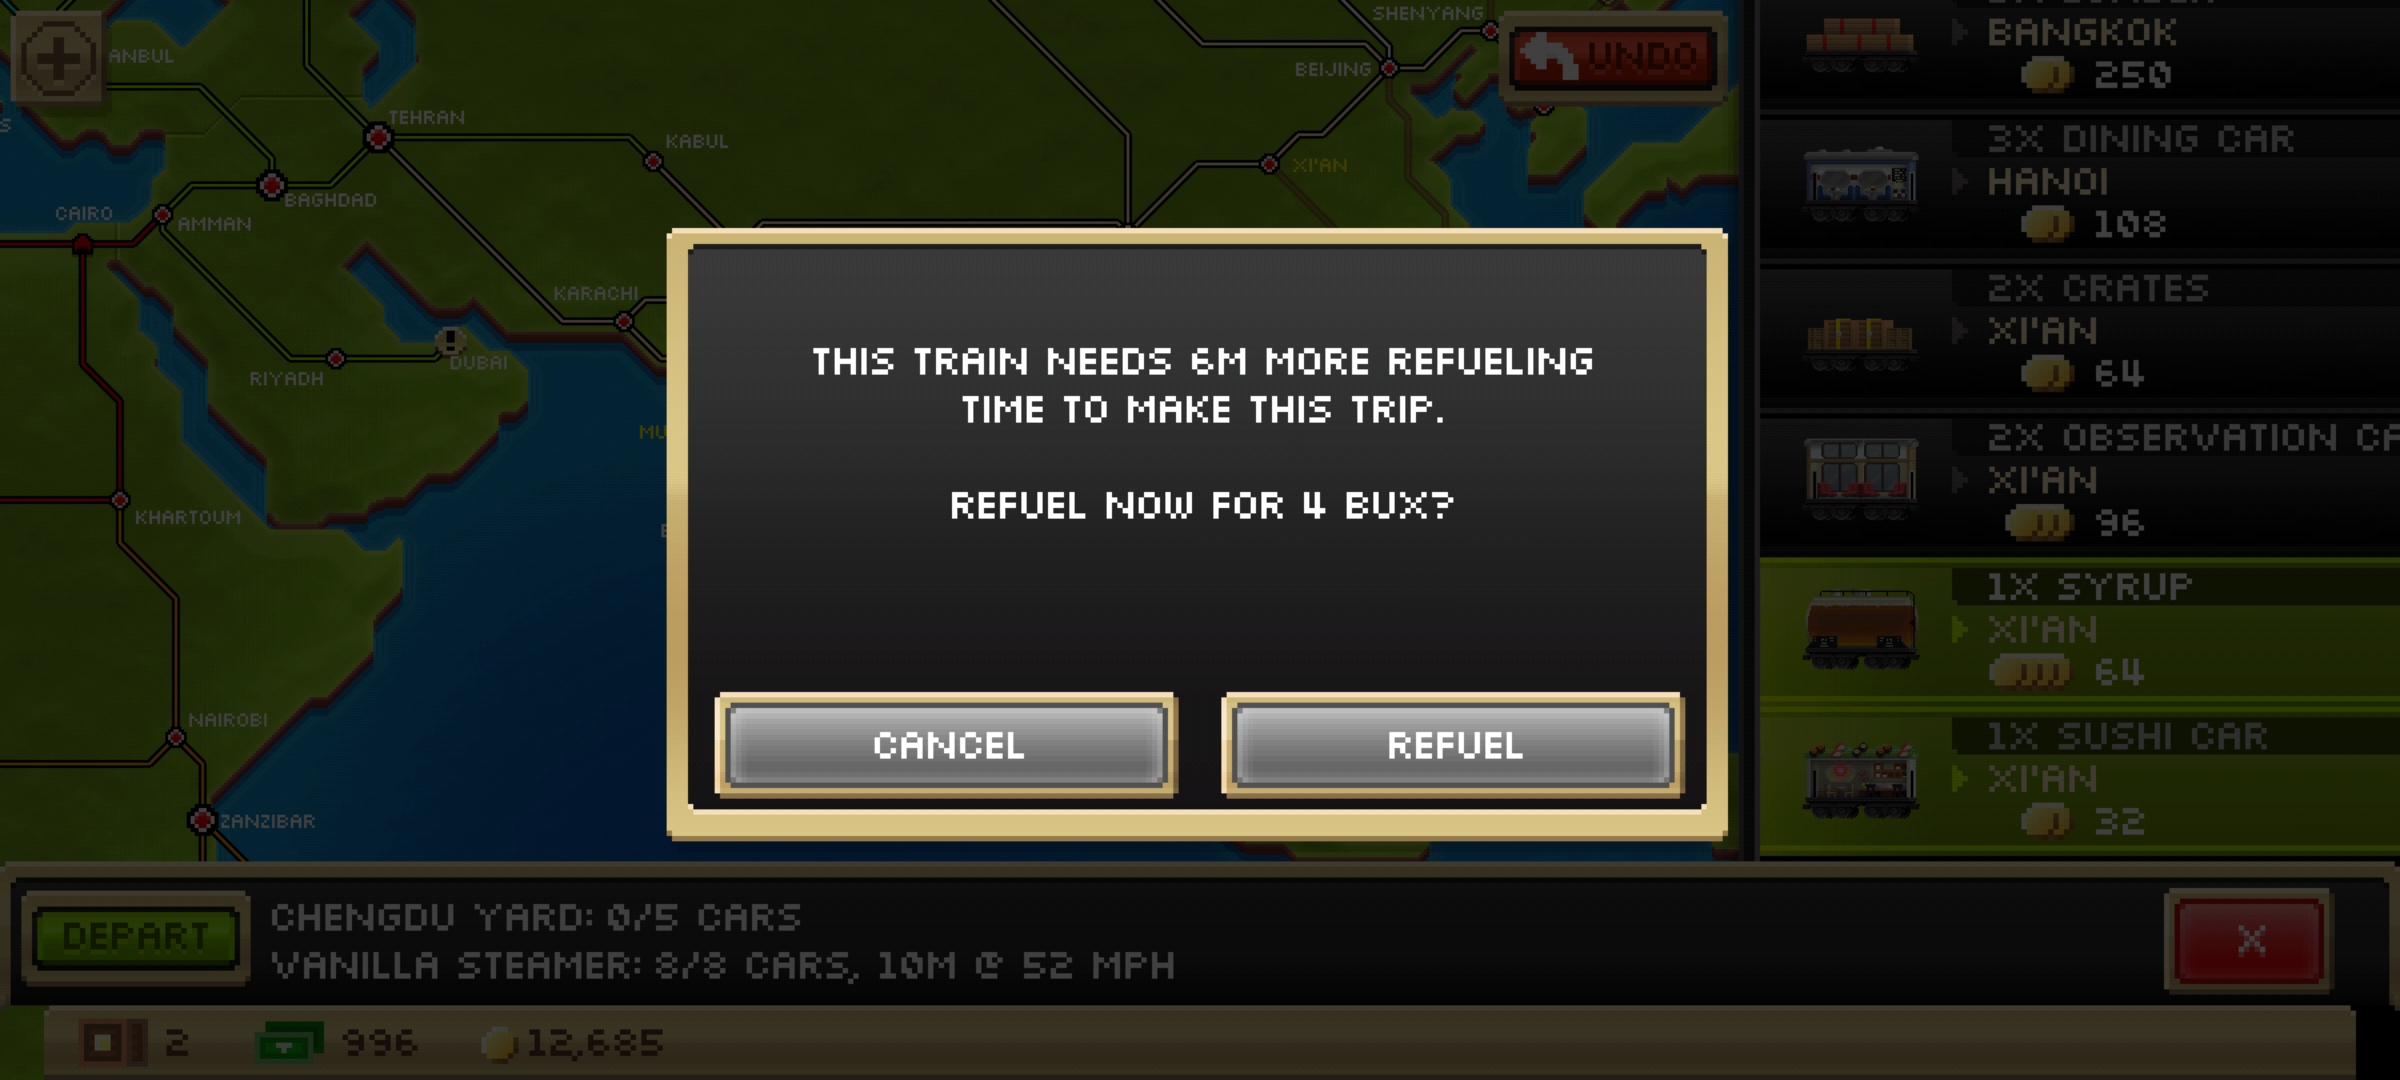 ANBUL
TEHRAN
KABUL
BAGHDAD
CAIRO
AMMAN
KARACHI
DUBAI
RIYADH
MU
KHARTOUM
NAIROBI
ZANZIBAR
SHENYANG
BEIJING
XI'AN
UNDO
THIS TRAIN NEEDS 6M MORE REFUELING
TIME TO MAKE THIS TRIP.
REFUEL NOW FOR 4 BUX?
CANCEL
REFUEL
BANGKOK
250
3X DINING CAR
HANOI
108
2X CRATES
XI'AN
64
2X OBSERVATION CA
XI'AN
96
1X SYRUP
XI'AN
64
1X SUSHI CAR
XI'AN
32
DEPART
CHENGDU YARD: 0/5 CARS
VANILLA STEAMER: 8/8 CARS, 10M @ 52 MPH
X
2
996
12,685